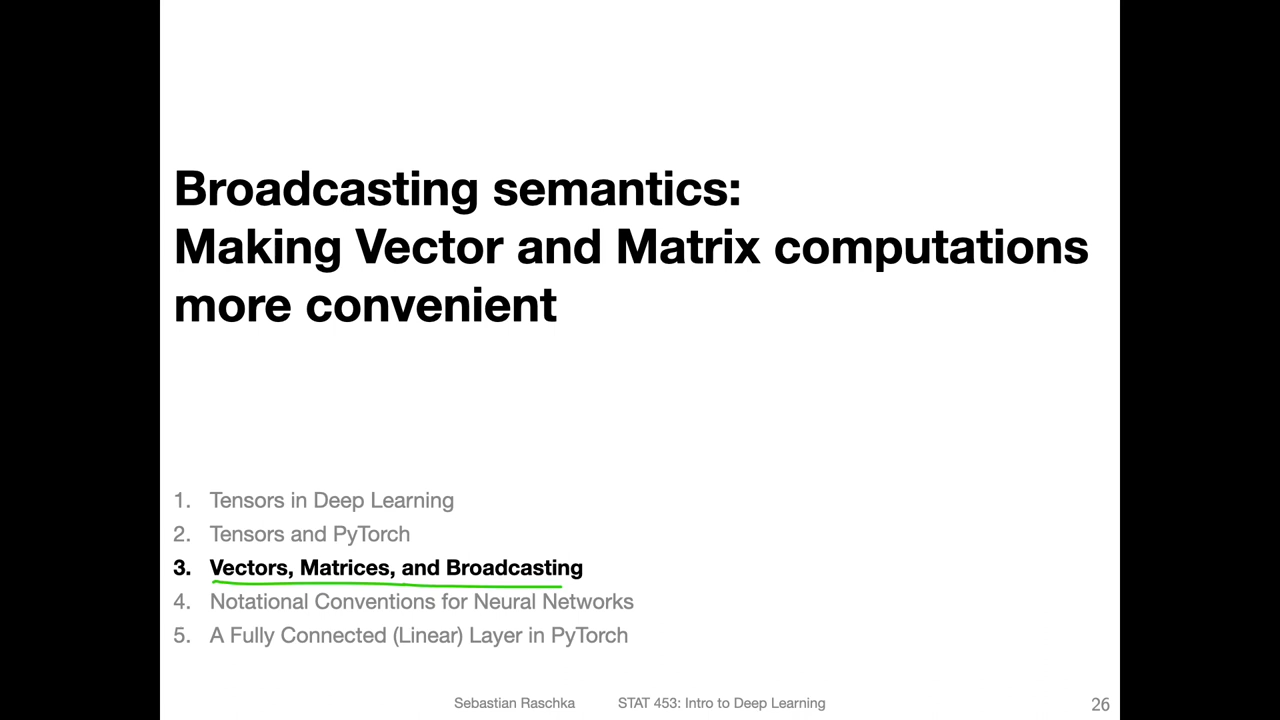 Broadcasting semantics:
Making Vector and Matrix computations
more convenient
1. Tensors in Deep Learning
2. Tensors and PyTorch
3. Vectors, Matrices, and Broadcasting
4. Notational Conventions for Neural Networks
5. A Fully Connected (Linear) Layer in PyTorch
Sebastian Raschka STAT 453: Intro to Deep Learning 26